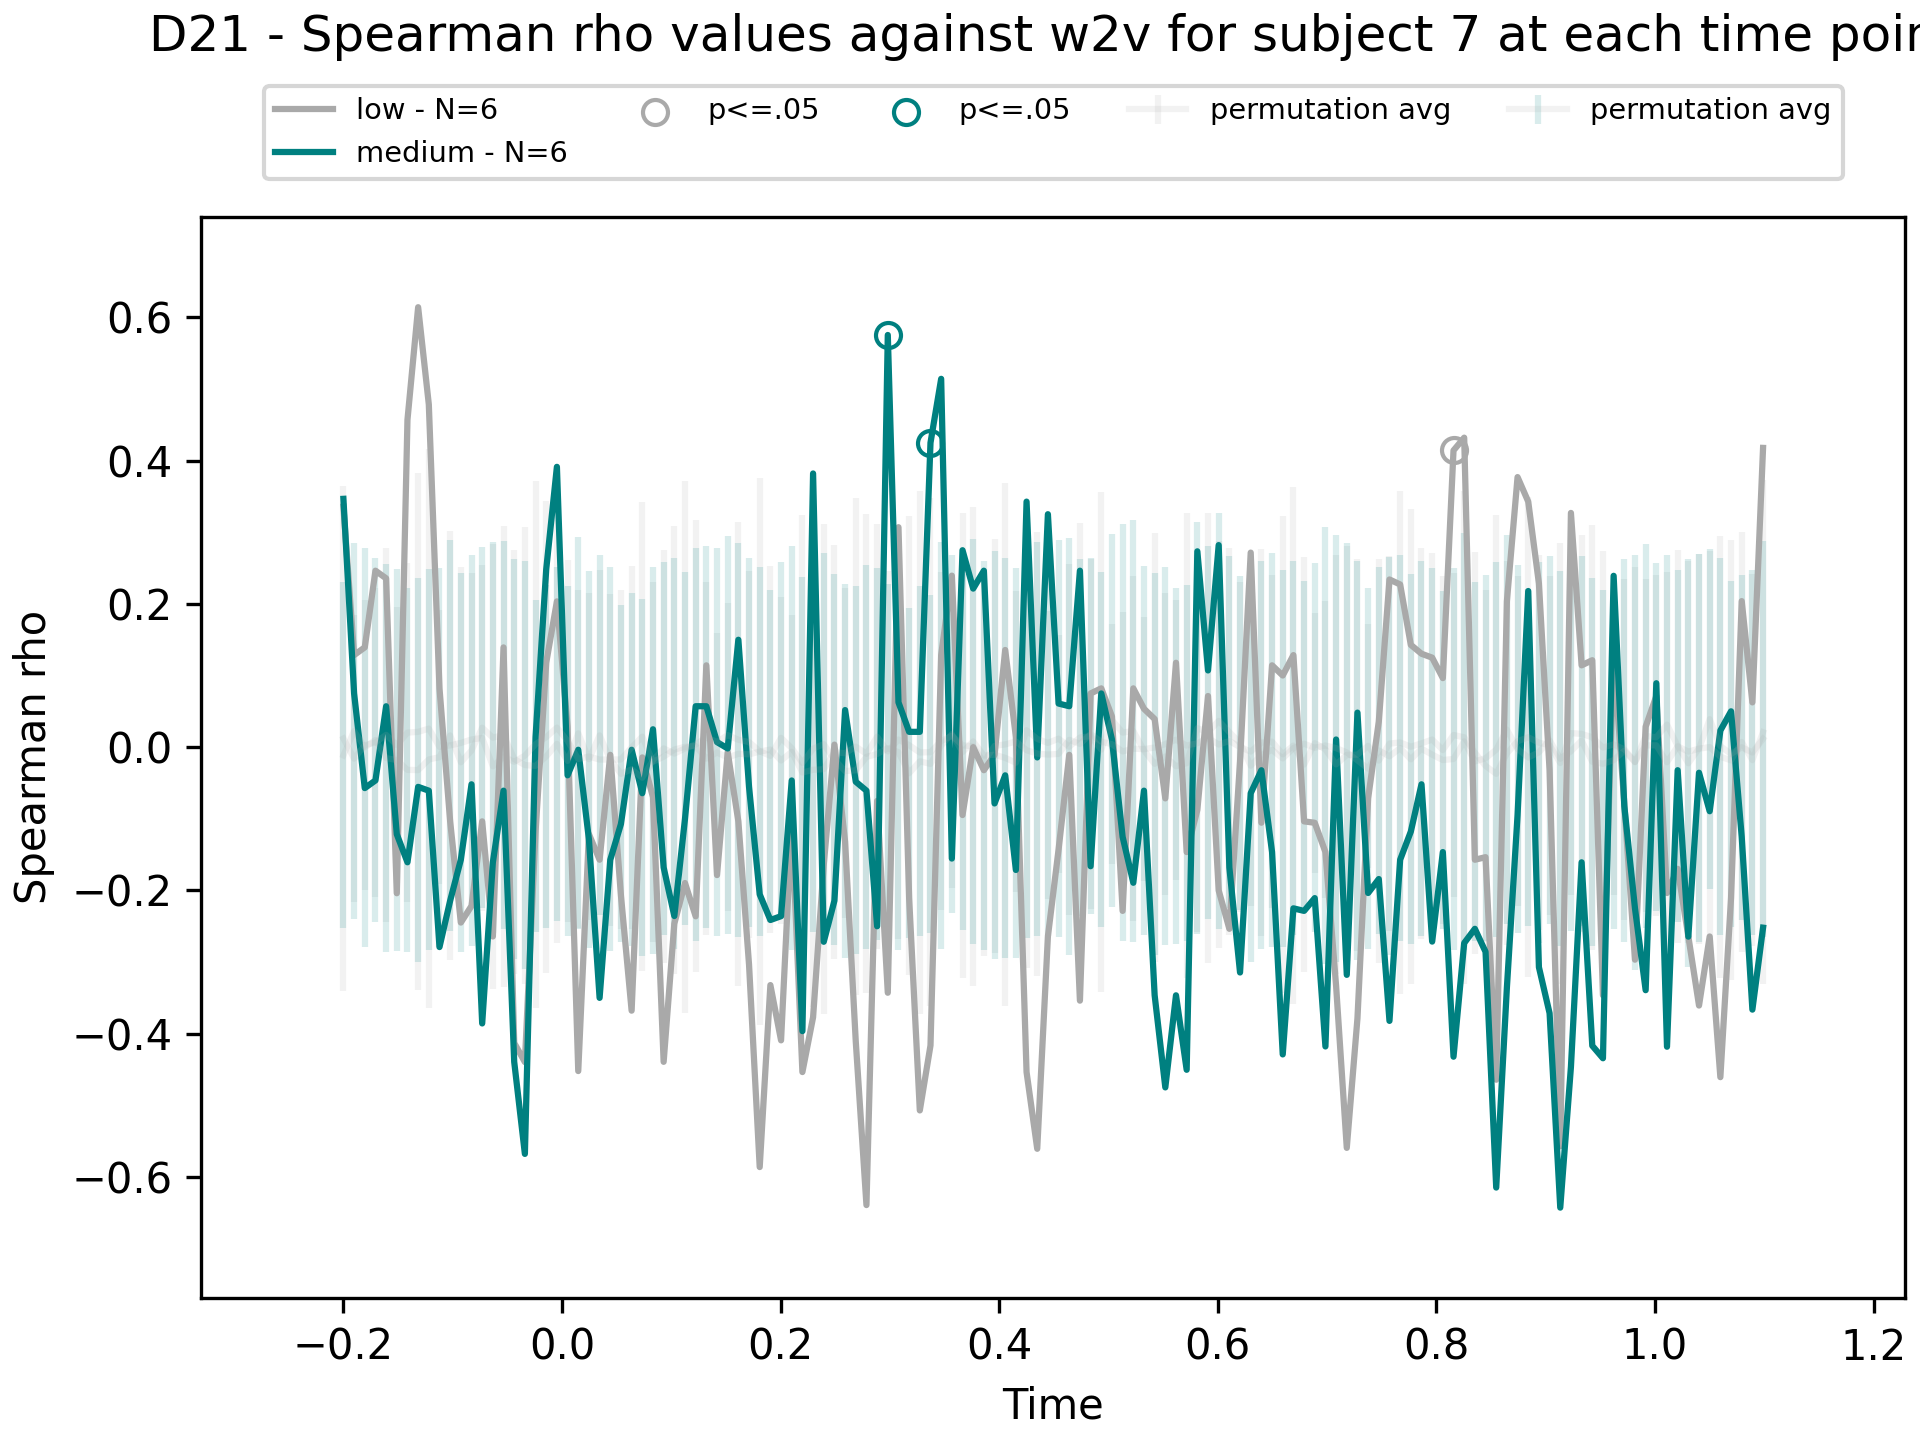 D21 - Spearman rho values against w2v for subject 7 at each time poin
low - N=6 p<=.05 p<=.05 permutation avg permutation avg
medium - N=6
0.6
0.4
0.2
0.0
−0.2
−0.4
−0.6
Spearman rho
−0.2 0.0 0.2 0.4 0.6 0.8 1.0 1.2
Time